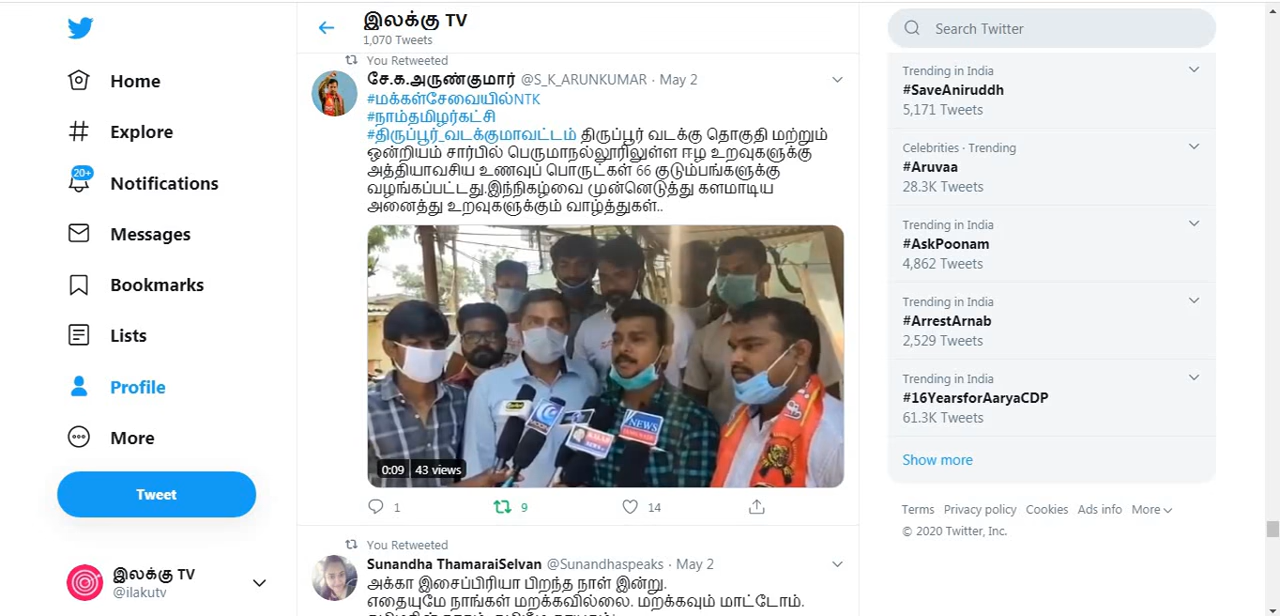 இலக்கு TV
1,070 Tweets
Home
Explore
20+
Notifications
Messages
Bookmarks
Lists
Profile
More
Tweet
இலக்கு TV
@ilakutv
You Retweeted
சே.க.அருண்குமார் @S_K_ARUNKUMAR · May 2
#மக்கள்சேவையில்NTK
#நாம்தமிழர்கட்சி
#திருப்பூர்_வடக்குமாவட்டம் திருப்பூர் வடக்கு தொகுதி மற்றும்
ஒன்றியம் சார்பில் பெருமாநல்லூரிலுள்ள ஈழ உறவுகளுக்கு
அத்தியாவசிய உணவுப் பொருட்கள் 66 குடும்பங்களுக்கு
வழங்கப்பட்டது.இந்நிகழ்வை முன்னெடுத்து களமாடிய
அனைத்து உறவுகளுக்கும் வாழ்த்துகள்..
NEWS
0:09 43 views
1 9 14
You Retweeted
Sunandha ThamaraiSelvan @Sunandhaspeaks · May 2
அக்கா இசைப்பிரியா பிறந்த நாள் இன்று.
எதையுமே நாங்கள் மறக்கவில்லை. மறக்கவும் மாட்டோம்.
Search Twitter
Trending in India
#SaveAniruddh
5,171 Tweets
Celebrities · Trending
#Aruvaa
28.3K Tweets
Trending in India
#AskPoonam
4,862 Tweets
Trending in India
#ArrestArnab
2,529 Tweets
Trending in India
#16YearsforAaryaCDP
61.3K Tweets
Show more
Terms Privacy policy Cookies Ads info More
© 2020 Twitter, Inc.